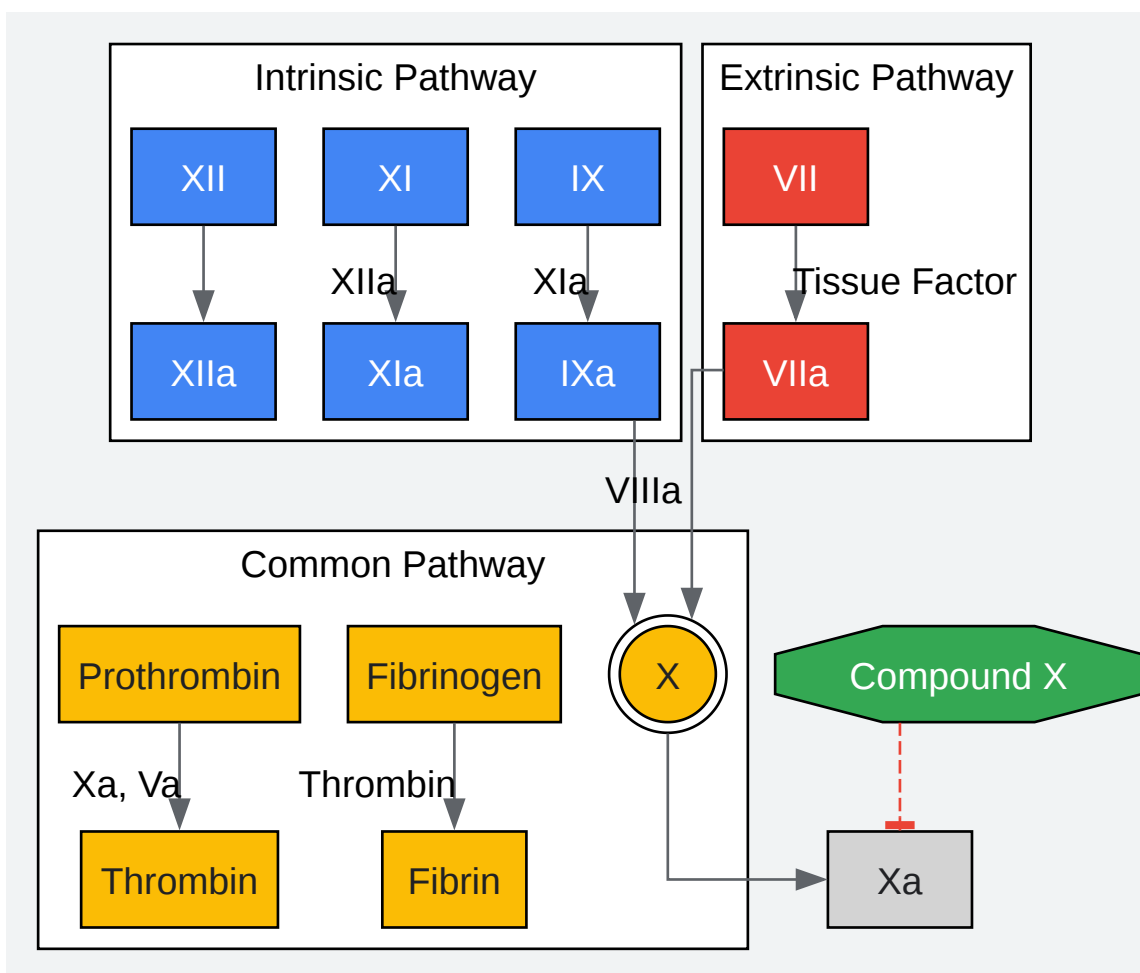 Intrinsic Pathway
Extrinsic Pathway
XII
XI
IX
VII
XIIa
XIa
Tissue Factor
XIIa
XIa
IXa
VIIa
VIIIa
Common Pathway
Prothrombin
Fibrinogen
X
Compound X
Xa, Va
Thrombin
Thrombin
Fibrin
Xa